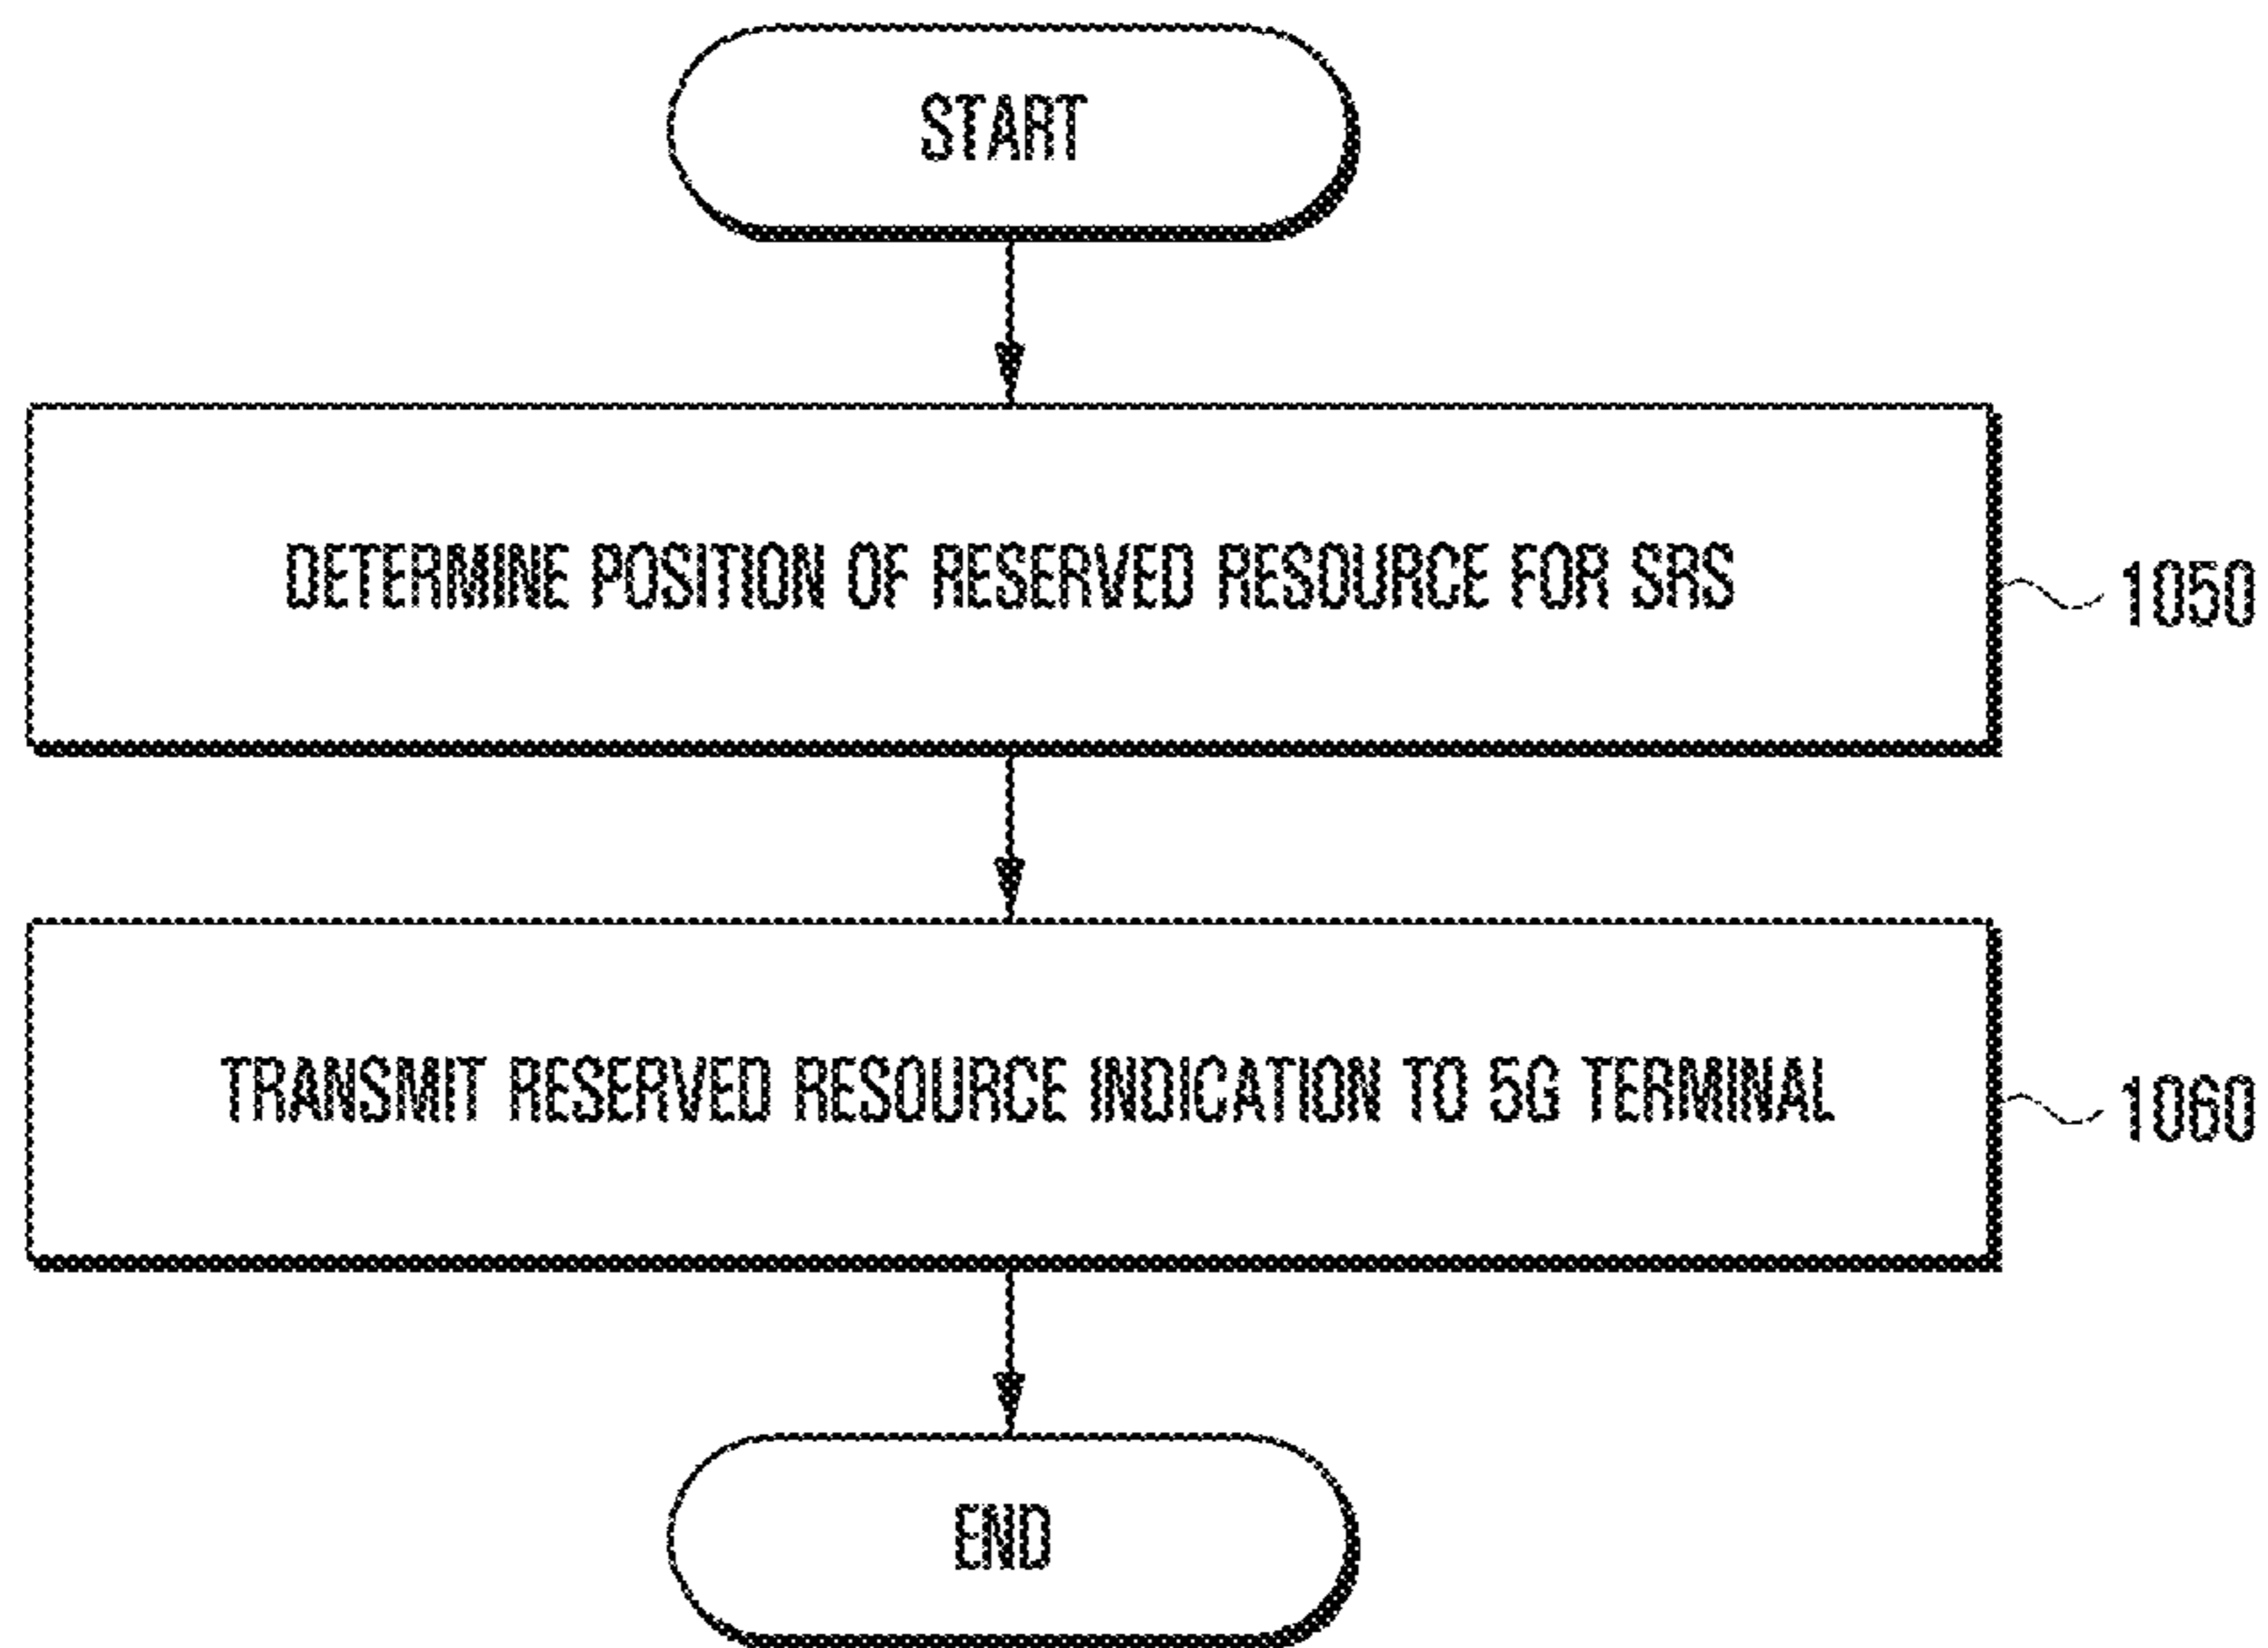 START
DETERMINE POSITION OF RESERVED RESOURCE FOR SRS
1050
TRANSMIT RESERVED RESOURCE INDICATION TO 5G TERMINAL
1060
END